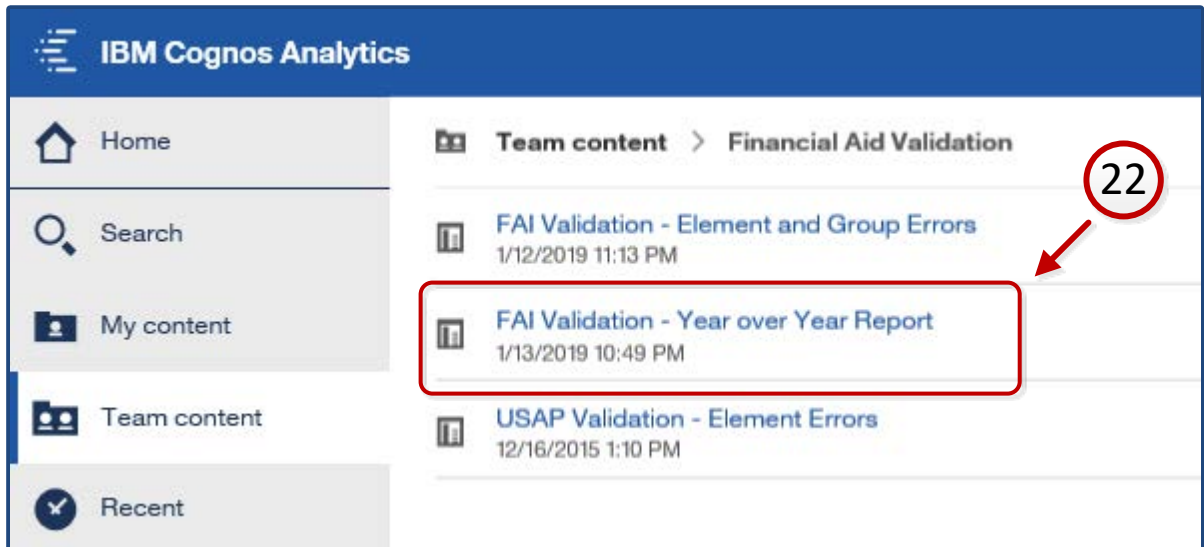 IBM Cognos Analytics
Home
Search
My content
Team content
Recent
Team content > Financial Aid Validation
22
FAI Validation - Element and Group Errors
1/12/2019 11:13 PM
FAI Validation - Year over Year Report
1/13/2019 10:49 PM
USAP Validation - Element Errors
12/16/2015 1:10 PM